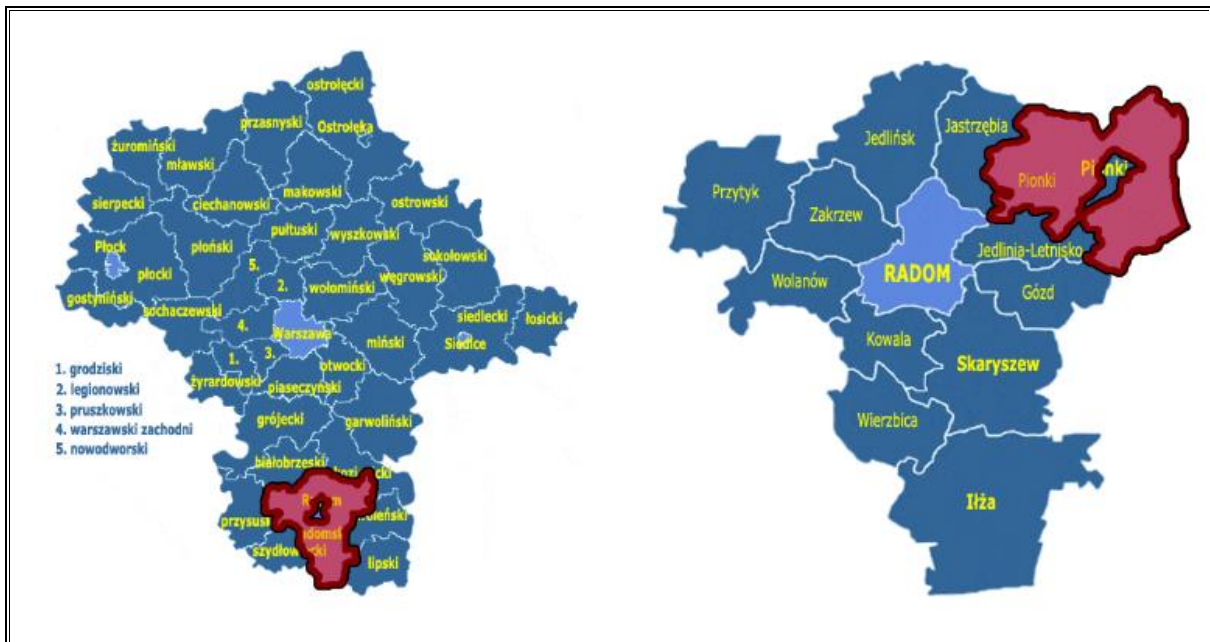 ostrołęcki
przasnyski
Ostrołęka
żuromiński
mławski
makowski
sierpecki
ciechanowski
ostrowski
pułtuski
wyszkowski
Płock
płoński
sokołowski
5.
płocki
węgrowski
2.
wołomiński
gostyniński
sochaczewski
siedlecki
łosicki
4.
Warszawa
Siedlce
miński
1.
3.
otwocki
żyrardowski
piaseczyński
1. grodziski
2. legionowski
3. pruszkowski
4. warszawski zachodni
5. nowodworski
grójecki
garwoliński
białobrzeski
lipski
Jedlińsk
Jastrzębia
Pionki
Pionki
Przytyk
Zakrzew
Jedlinia-Letnisko
RADOM
Wolanów
Gózd
Kowala
Skaryszew
Wierzbica
Iłża